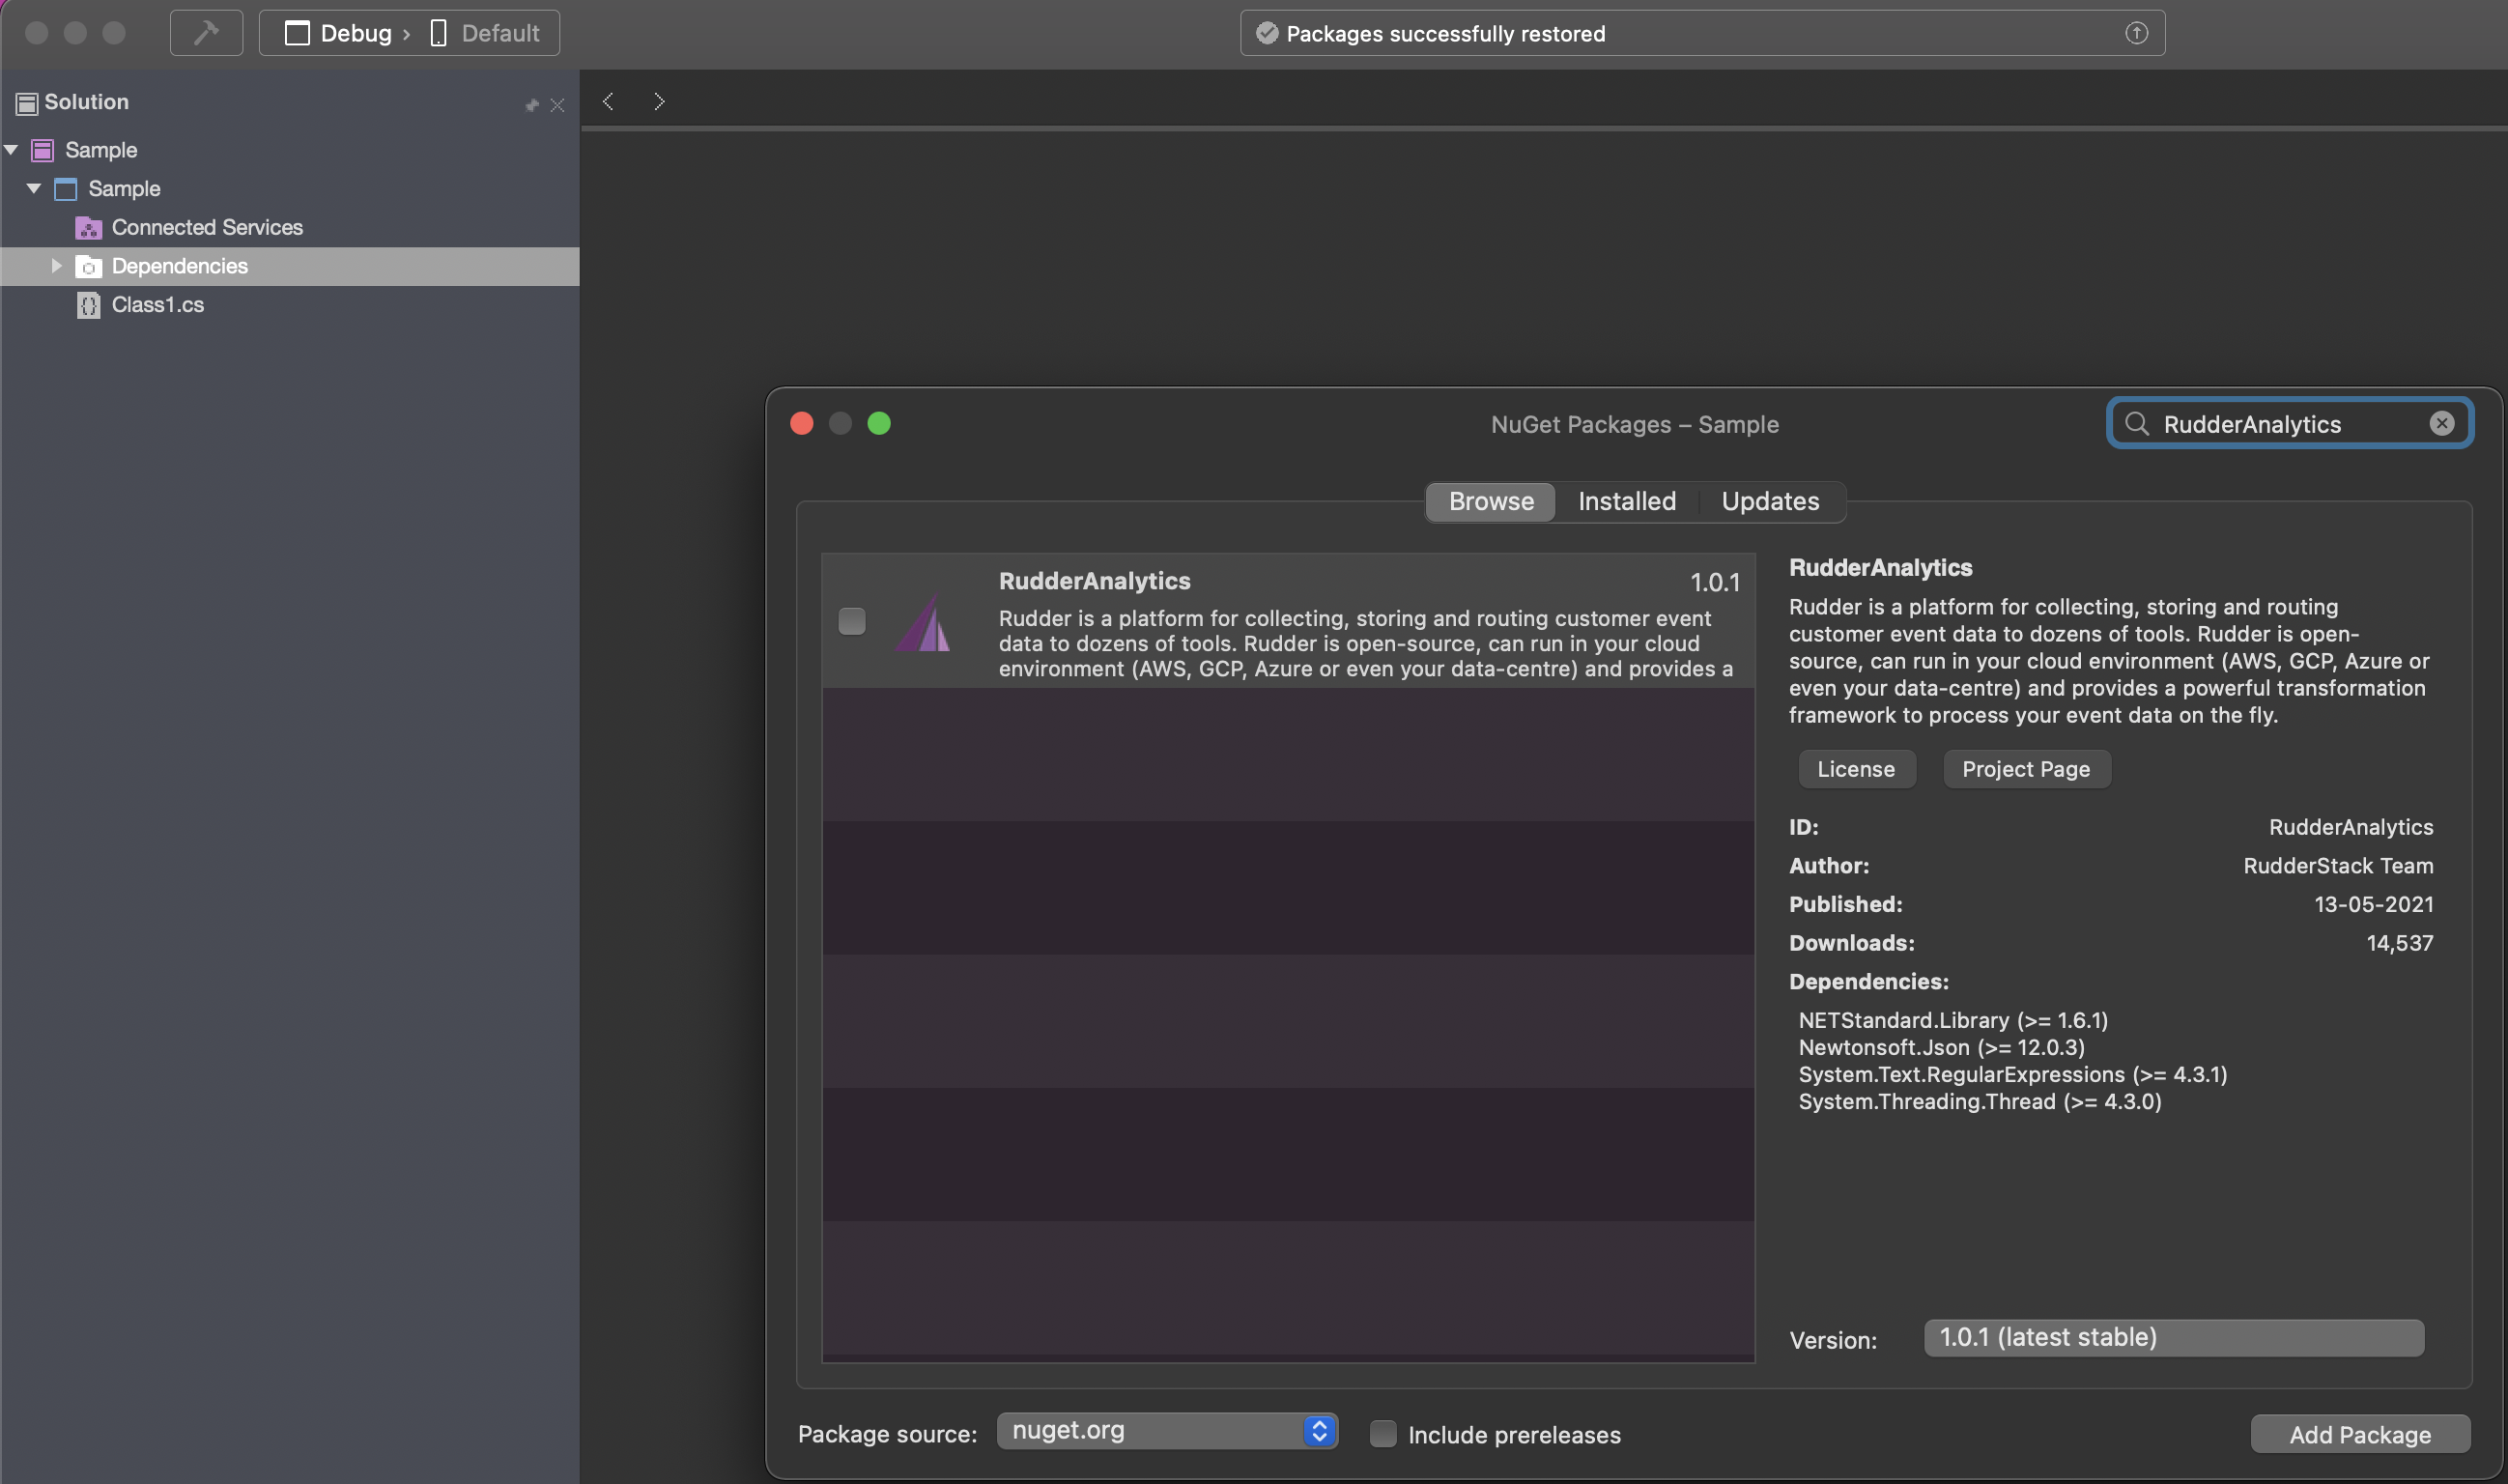 Debug › Default
Packages successfully restored
Solution
Sample
Sample
Connected Services
Dependencies
Class1.cs
NuGet Packages – Sample
RudderAnalytics
Browse
Installed
Updates
RudderAnalytics
1.0.1
Rudder is a platform for collecting, storing and routing customer event
data to dozens of tools. Rudder is open-source, can run in your cloud
environment (AWS, GCP, Azure or even your data-centre) and provides a
RudderAnalytics
Rudder is a platform for collecting, storing and routing
customer event data to dozens of tools. Rudder is open-
source, can run in your cloud environment (AWS, GCP, Azure or
even your data-centre) and provides a powerful transformation
framework to process your event data on the fly.
License
Project Page
ID: RudderAnalytics
Author: RudderStack Team
Published: 13-05-2021
Downloads: 14,537
Dependencies:
NETStandard.Library (>= 1.6.1)
Newtonsoft.Json (>= 12.0.3)
System.Text.RegularExpressions (>= 4.3.1)
System.Threading.Thread (>= 4.3.0)
Version: 1.0.1 (latest stable)
Package source: nuget.org
Include prereleases
Add Package